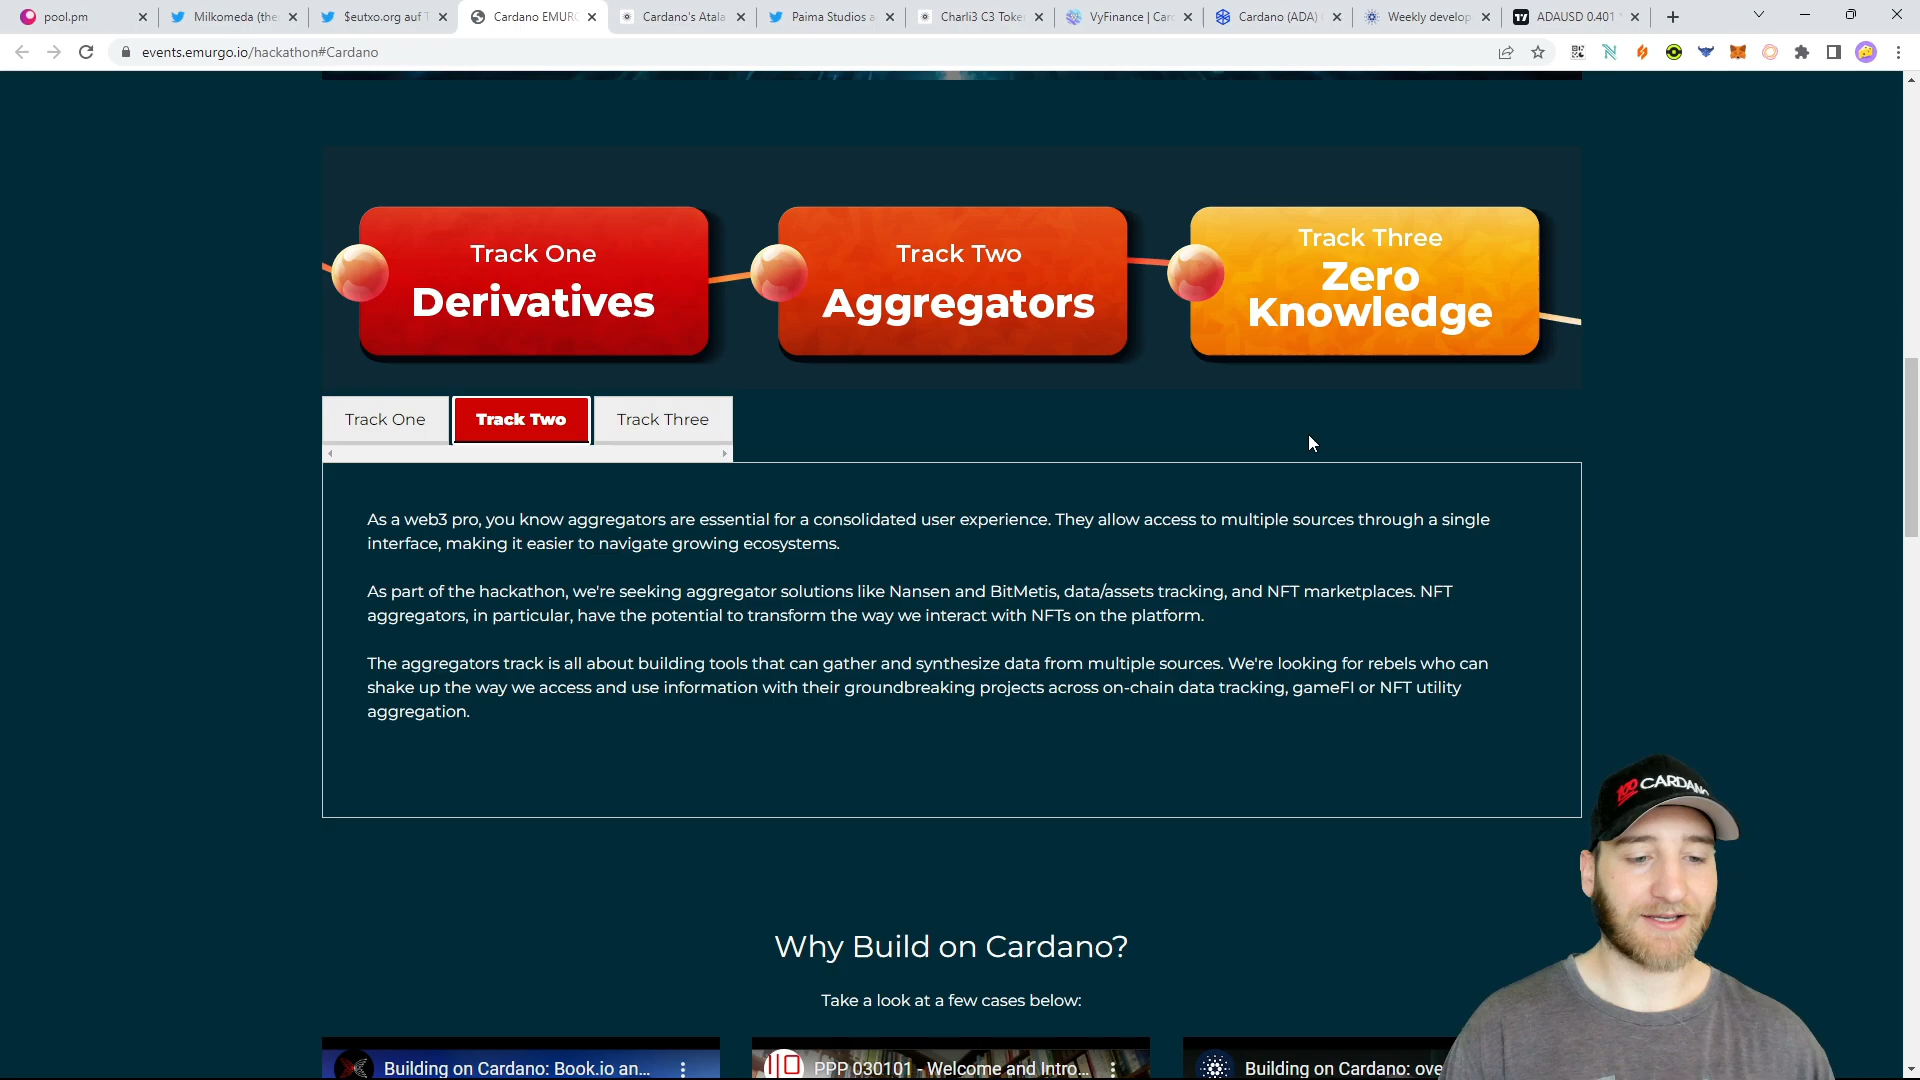 pool.pm
Milkomeda (the
$eutxo.org auf T
Cardano EMURG
Cardano's Atala
Paima Studios a
Charli3 C3 Toke
VyFinance | Car
Cardano (ADA)
Weekly develop
ADAUSD 0.401
events.emurgo.io/hackathon#Cardano
Track One
Derivatives
Track Two
Aggregators
Track Three
Zero
Knowledge
Track One
Track Two
Track Three
As a web3 pro, you know aggregators are essential for a consolidated user experience. They allow access to multiple sources through a single
interface, making it easier to navigate growing ecosystems.
As part of the hackathon, we're seeking aggregator solutions like Nansen and BitMetis, data/assets tracking, and NFT marketplaces. NFT
aggregators, in particular, have the potential to transform the way we interact with NFTs on the platform.
The aggregators track is all about building tools that can gather and synthesize data from multiple sources. We're looking for rebels who can
shake up the way we access and use information with their groundbreaking projects across on-chain data tracking, gameFI or NFT utility
aggregation.
100 CARDANO
Why Build on Cardano?
Take a look at a few cases below:
Building on Cardano: Book.io an...
PPP 030101 - Welcome and Intro...
Building on Cardano: ove